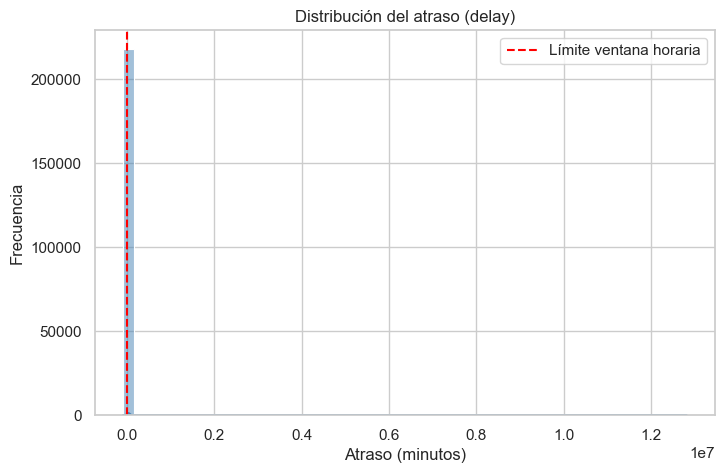 Distribución del atraso (delay)
Límite ventana horaria
Frecuencia
200000
150000
100000
50000
0
0.0 0.2 0.4 0.6 0.8 1.0 1.2
1e7
Atraso (minutos)